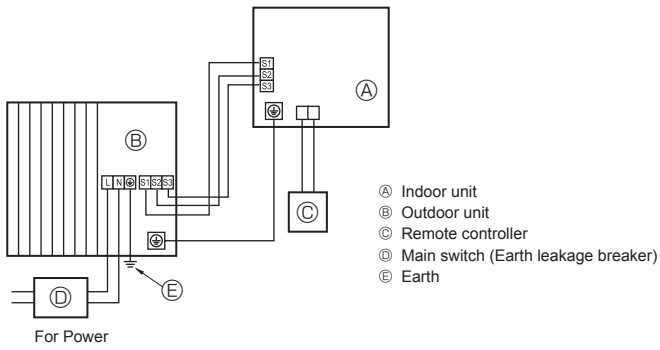 S1
S2
S3
Ⓐ
Ⓑ
L N S1 S2 S3
Ⓒ
Ⓓ
Ⓔ
For Power
Ⓐ Indoor unit
Ⓑ Outdoor unit
Ⓒ Remote controller
Ⓓ Main switch (Earth leakage breaker)
Ⓔ Earth